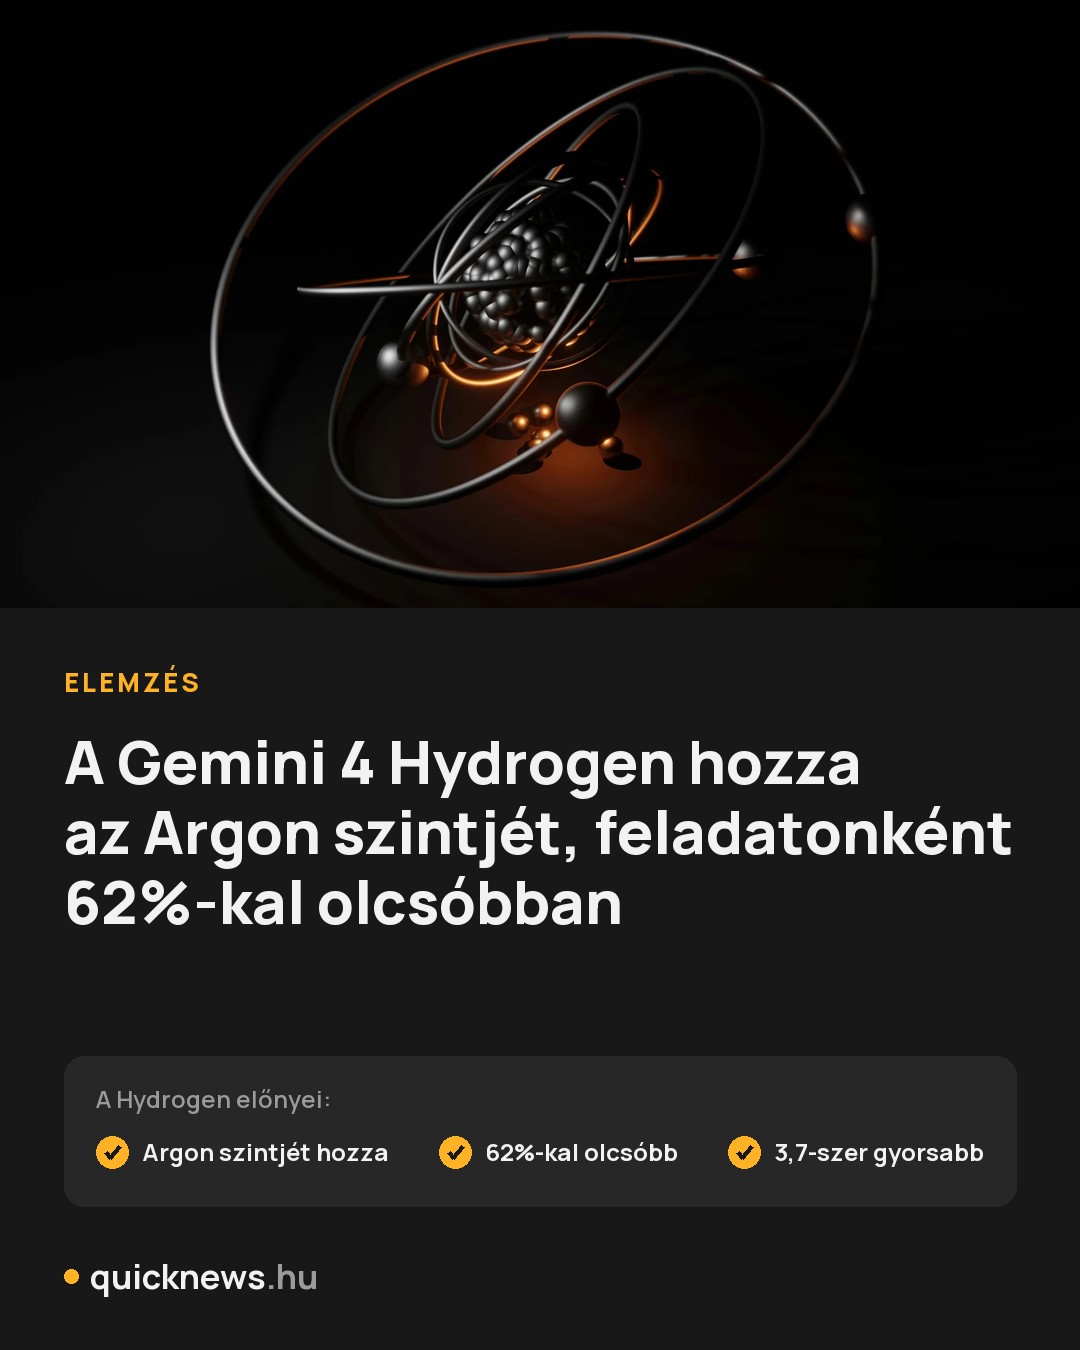 ELEMZÉS
A Gemini 4 Hydrogen hozza
az Argon szintjét, feladatonként
62%-kal olcsóbban
A Hydrogen előnyei:
Argon szintjét hozza
62%-kal olcsóbb
3,7-szer gyorsabb
quicknews.hu